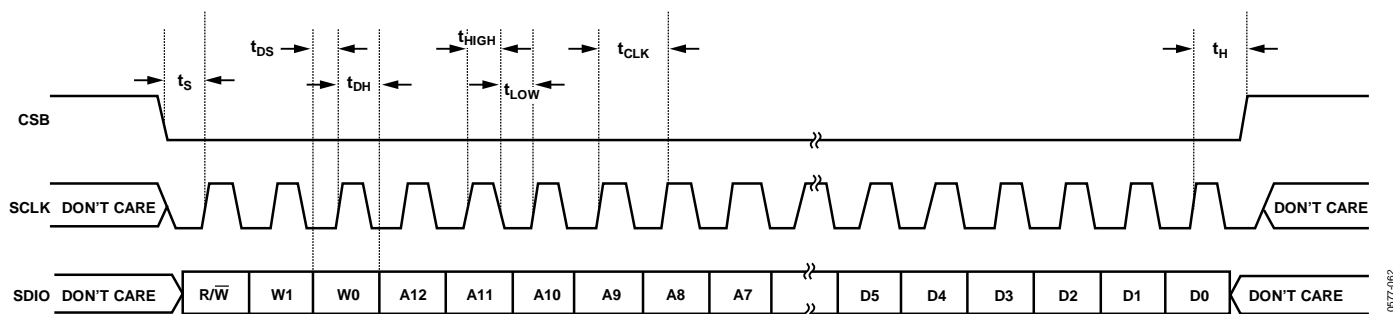 tDS
tHIGH
tCLK
tH
tS
tDH
tLOW
CSB
SCLK DON'T CARE
DON'T CARE
SDIO DON'T CARE R/W̅ W1 W0 A12 A11 A10 A9 A8 A7 D5 D4 D3 D2 D1 D0 DON'T CARE